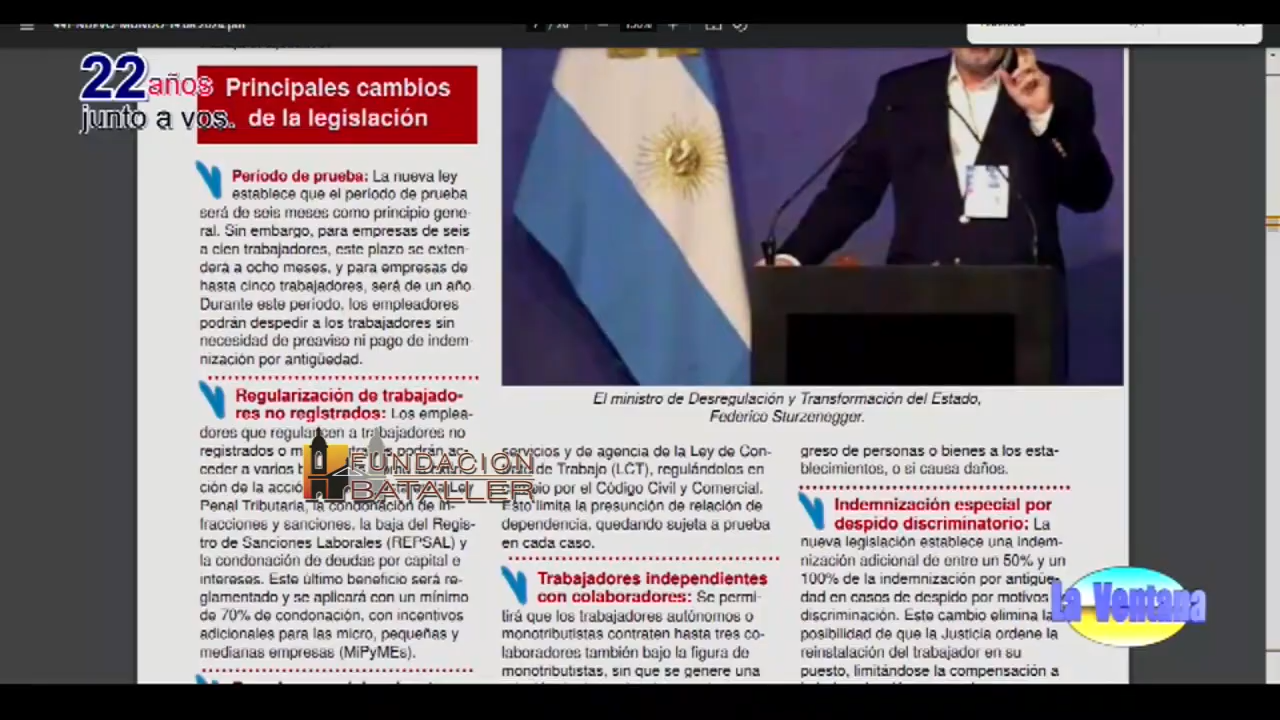 22 años
junto a vos.
Principales cambios
de la legislación
Período de prueba: La nueva ley
establece que el período de prueba
será de seis meses como principio gene-
ral. Sin embargo, para empresas de seis
a cien trabajadores, este plazo se exten-
derá a ocho meses, y para empresas de
hasta cinco trabajadores, será de un año.
Durante este período, los empleadores
podrán despedir a los trabajadores sin
necesidad de preaviso ni pago de indem-
nización por antigüedad.
Regularización de trabajado-
res no registrados: Los emplea-
dores que regularicen a trabajadores no
registrados o m
podrán ac-
ceder a varios b
ción de la acció
Ley
Penal Tributaria, la condonación de in-
fracciones y sanciones, la baja del Regis-
tro de Sanciones Laborales (REPSAL) y
la condonación de deudas por capital e
intereses. Este último beneficio será re-
glamentado y se aplicará con un mínimo
de 70% de condonación, con incentivos
adicionales para las micro, pequeñas y
medianas empresas (MiPyMEs).
FUNDACION
BATALLER
El ministro de Desregulación y Transformación del Estado,
Federico Sturzenegger.
servicios y de agencia de la Ley de Con-
de Trabajo (LCT), regulándolos en
por el Código Civil y Comercial.
Esto limita la presunción de relación de
dependencia, quedando sujeta a prueba
en cada caso.
Trabajadores independientes
con colaboradores: Se permi-
tirá que los trabajadores autónomos o
monotributistas contraten hasta tres co-
laboradores también bajo la figura de
monotributistas, sin que se genere una
greso de personas o bienes a los esta-
blecimientos, o si causa daños.
Indemnización especial por
despido discriminatorio: La
nueva legislación establece una indem-
nización adicional de entre un 50% y un
100% de la indemnización por antigüe-
dad en casos de despido por motivos
discriminación. Este cambio elimina la
posibilidad de que la Justicia ordene la
reinstalación del trabajador en su
puesto, limitándose la compensación a
La Ventana